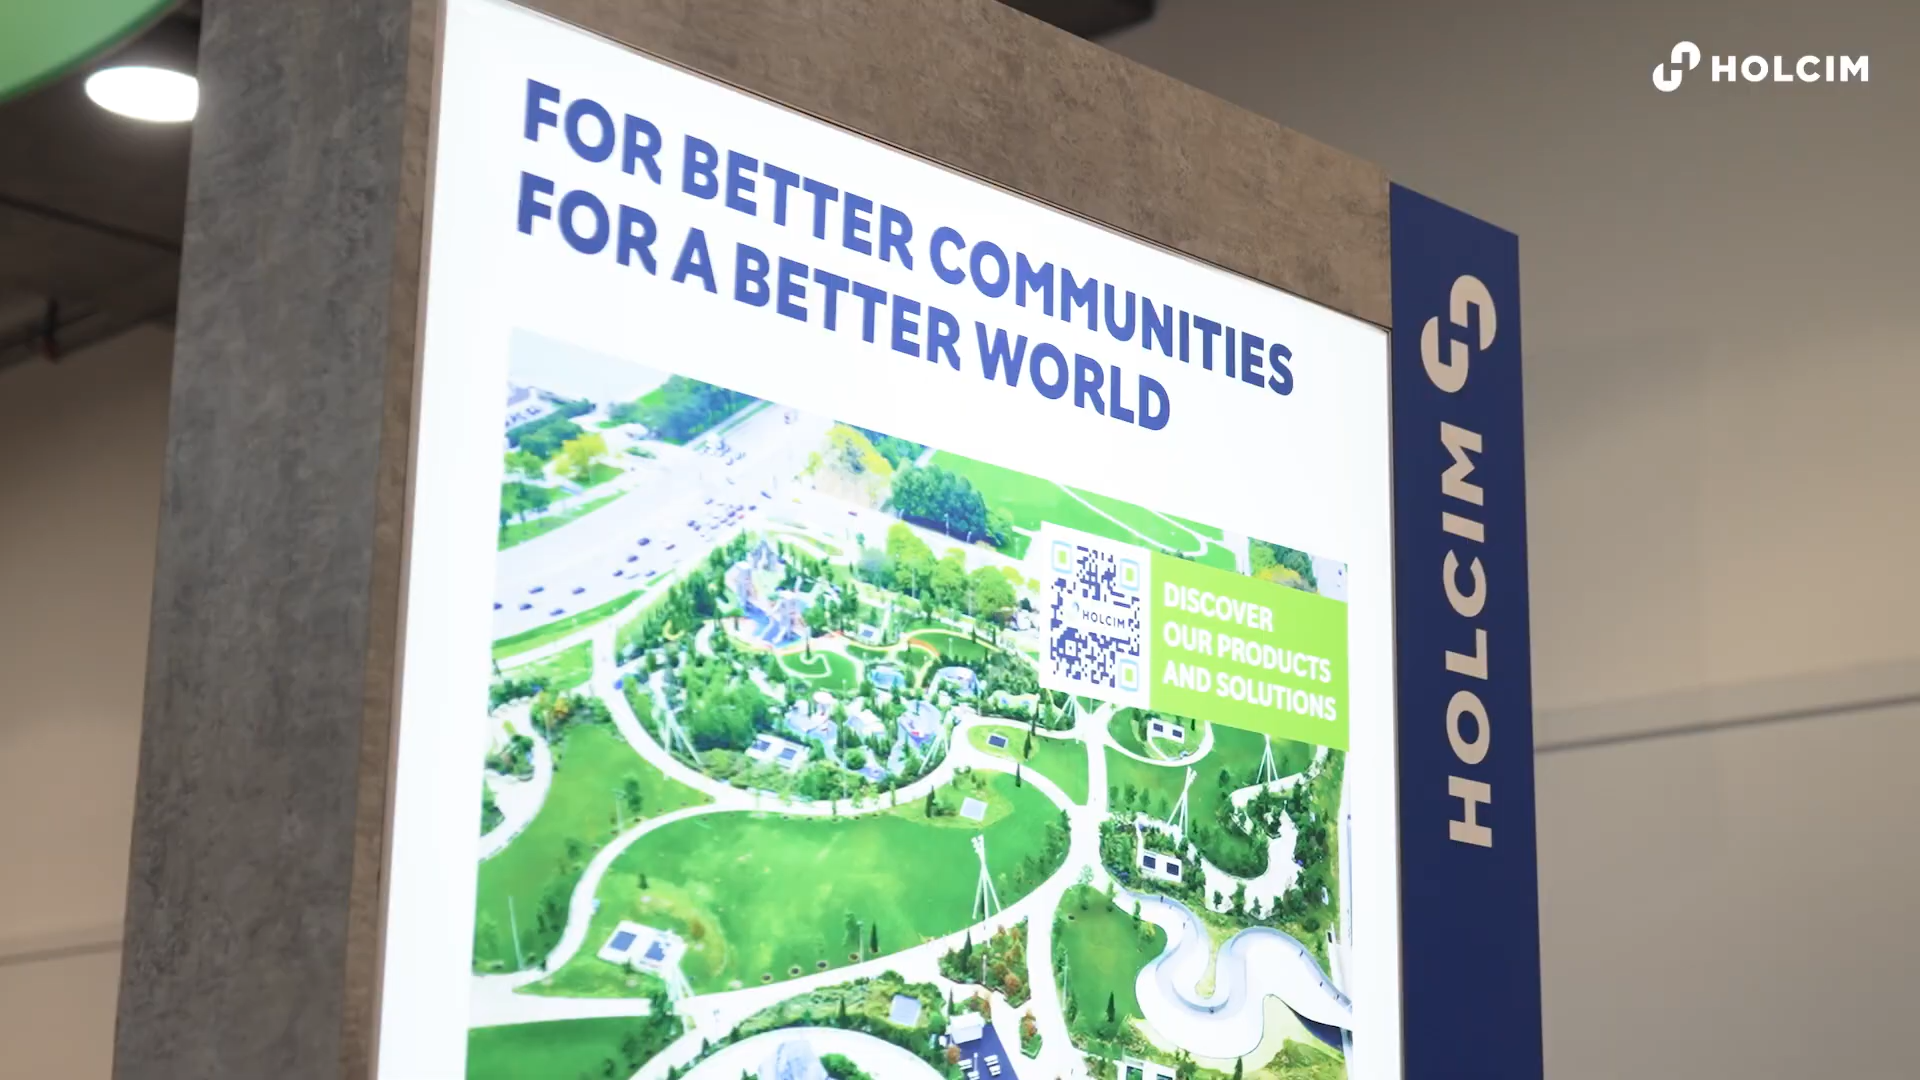 HOLCIM
FOR BETTER COMMUNITIES
FOR A BETTER WORLD
HOLCIM
DISCOVER
OUR PRODUCTS
AND SOLUTIONS
HOLCIM